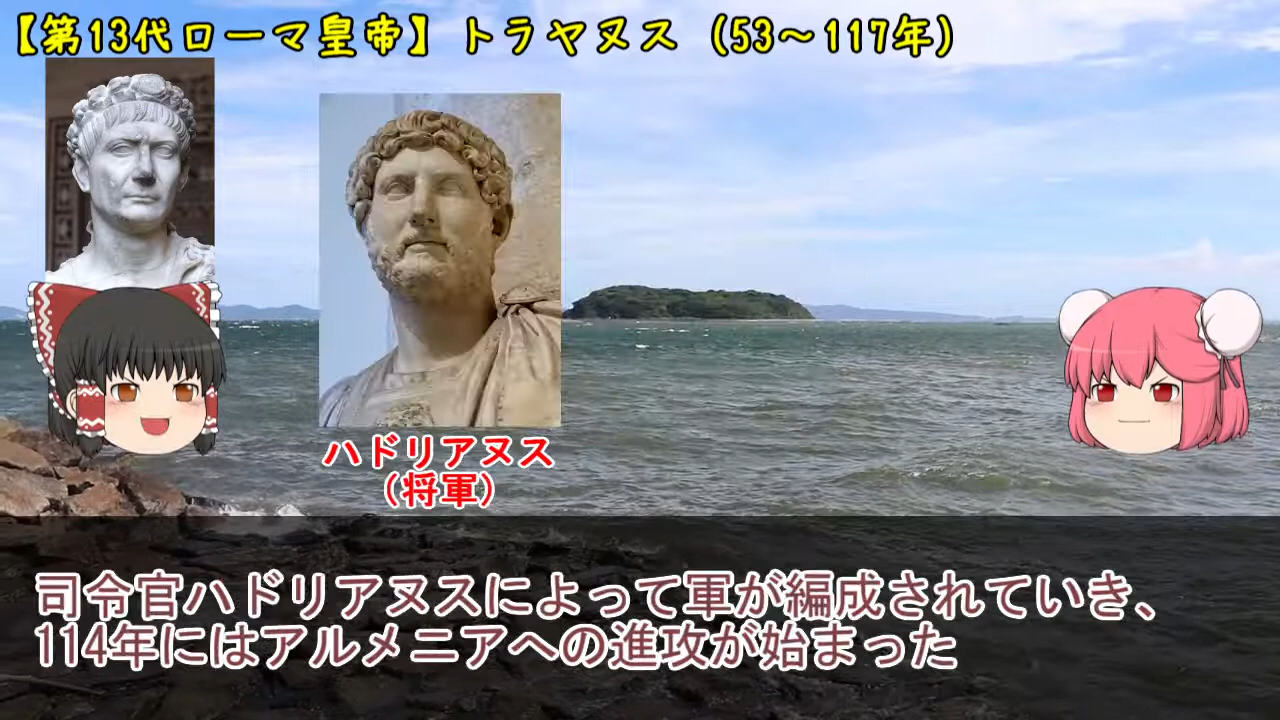 【第13代ローマ皇帝】トラヤヌス（53～117年）
ハドリアヌス
（将軍）
司令官ハドリアヌスによって軍が編成されていき、
114年にはアルメニアへの進攻が始まった